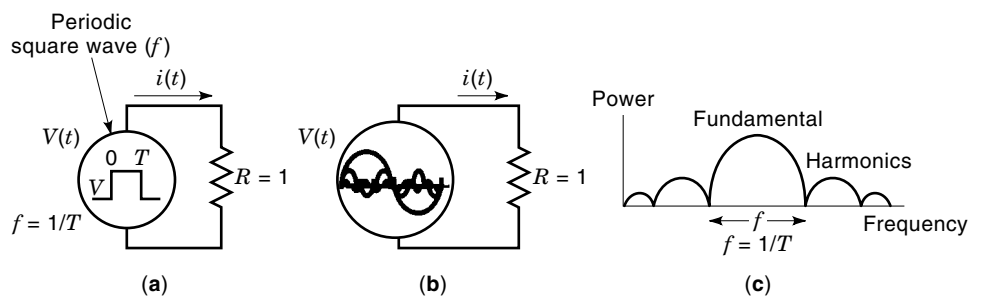 Periodic
square wave (f)
i(t)
V(t)
0 T
V
R = 1
f = 1/T
(a)
i(t)
V(t)
R = 1
(b)
Power
Fundamental
Harmonics
Frequency
f
f = 1/T
(c)